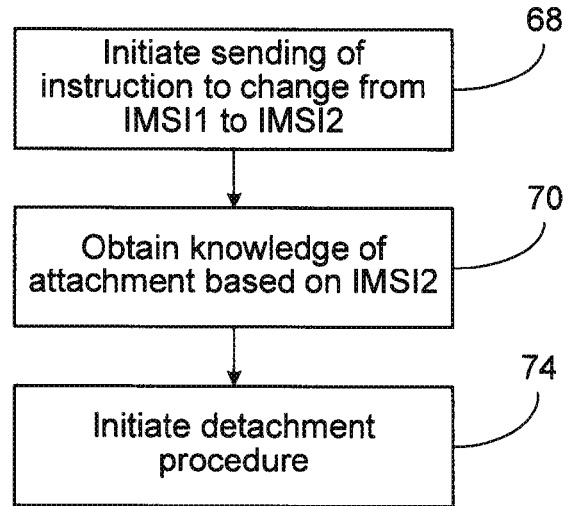 68
Initiate sending of
instruction to change from
IMSI1 to IMSI2
70
Obtain knowledge of
attachment based on IMSI2
74
Initiate detachment
procedure